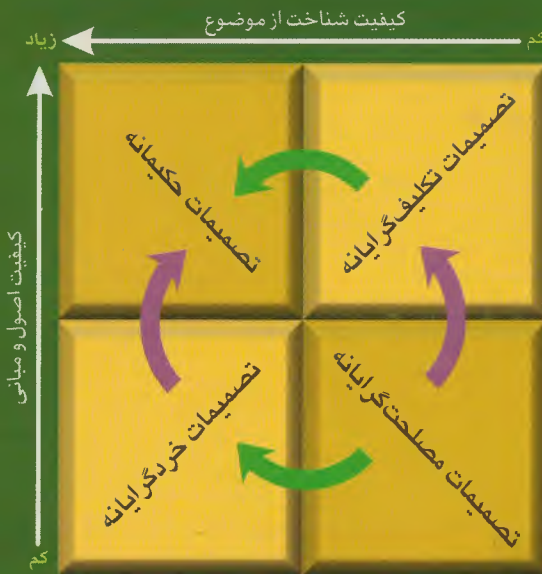 کیفیت شناخت از موضوع
کم
زیاد
تصمیمات تکلیف‌گرایانه
تصمیمات حکیمانه
کیفیت اصول و مبانی
تصمیمات مصلحت‌گرایانه
تصمیمات خردگرایانه
کم